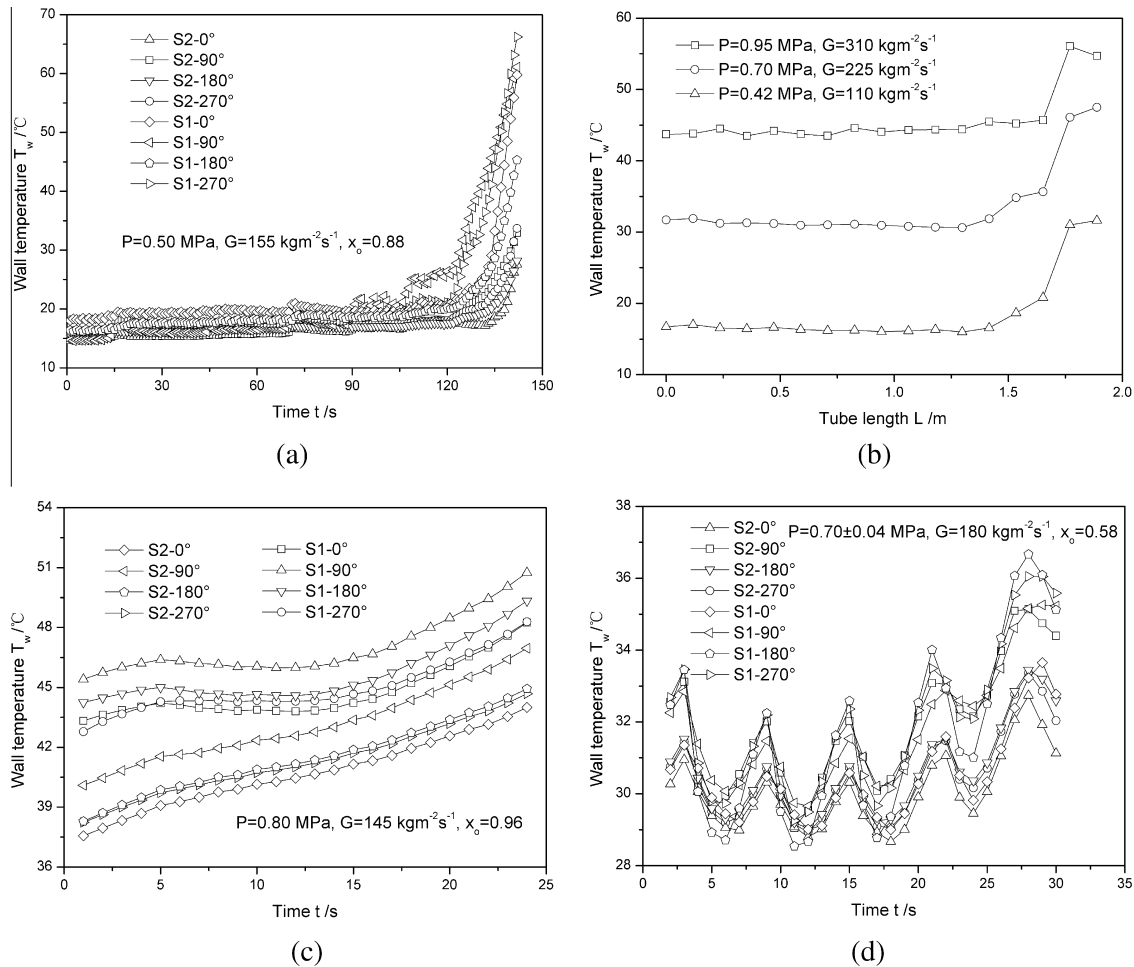 70
60
50
40
30
20
10
0 30 60 90 120 150
Wall temperature T_w /℃
Time t /s
S2-0°
S2-90°
S2-180°
S2-270°
S1-0°
S1-90°
S1-180°
S1-270°
P=0.50 MPa, G=155 kgm⁻²s⁻¹, x_o=0.88
(a)
60
50
40
30
20
10
0.0 0.5 1.0 1.5 2.0
Wall temperature T_w /℃
Tube length L /m
P=0.95 MPa, G=310 kgm⁻²s⁻¹
P=0.70 MPa, G=225 kgm⁻²s⁻¹
P=0.42 MPa, G=110 kgm⁻²s⁻¹
(b)
54
51
48
45
42
39
36
0 5 10 15 20 25
Wall temperature T_w /℃
Time t /s
S2-0° S1-0°
S2-90° S1-90°
S2-180° S1-180°
S2-270° S1-270°
P=0.80 MPa, G=145 kgm⁻²s⁻¹, x_o=0.96
(c)
38
36
34
32
30
28
0 5 10 15 20 25 30 35
Wall temperature T_w /℃
Time t /s
S2-0°
S2-90°
S2-180°
S2-270°
S1-0°
S1-90°
S1-180°
S1-270°
P=0.70±0.04 MPa, G=180 kgm⁻²s⁻¹, x_o=0.58
(d)